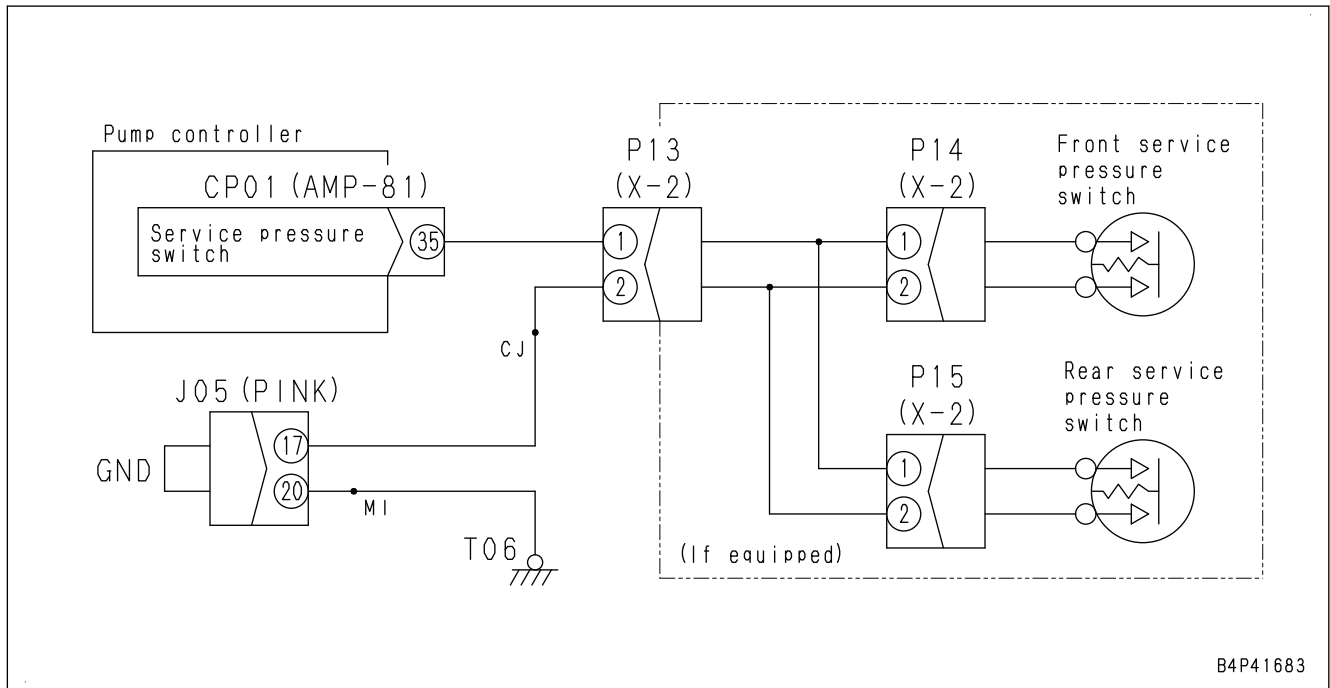 Pump controller
CP01 (AMP-81)
Service pressure
switch
35
P13
(X-2)
1
2
P14
(X-2)
1
2
Front service
pressure
switch
CJ
J05 (PINK)
GND
17
20
MI
T06
P15
(X-2)
1
2
Rear service
pressure
switch
(If equipped)
B4P41683